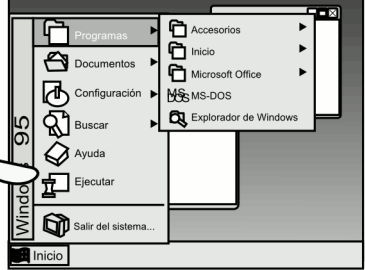 Programas
Documentos
Configuración
Buscar
Ayuda
Ejecutar
Salir del sistema...
Accesorios
Inicio
Microsoft Office
MS
DOS
MS-DOS
Explorador de Windows
Windows 95
Inicio